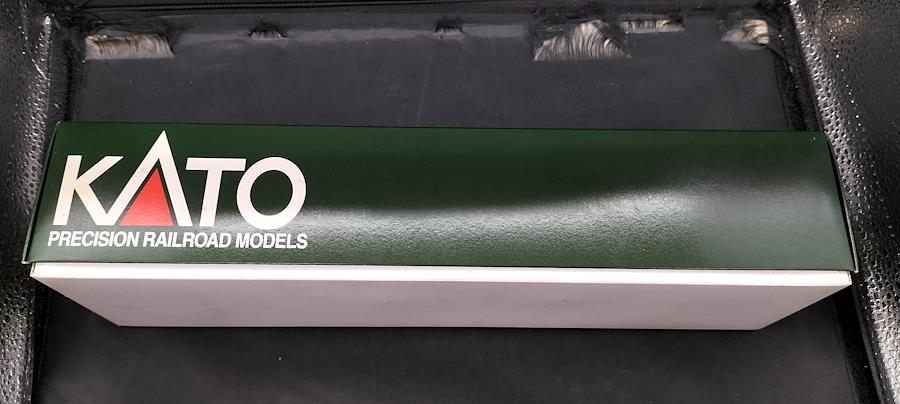 KATO
PRECISION RAILROAD MODELS